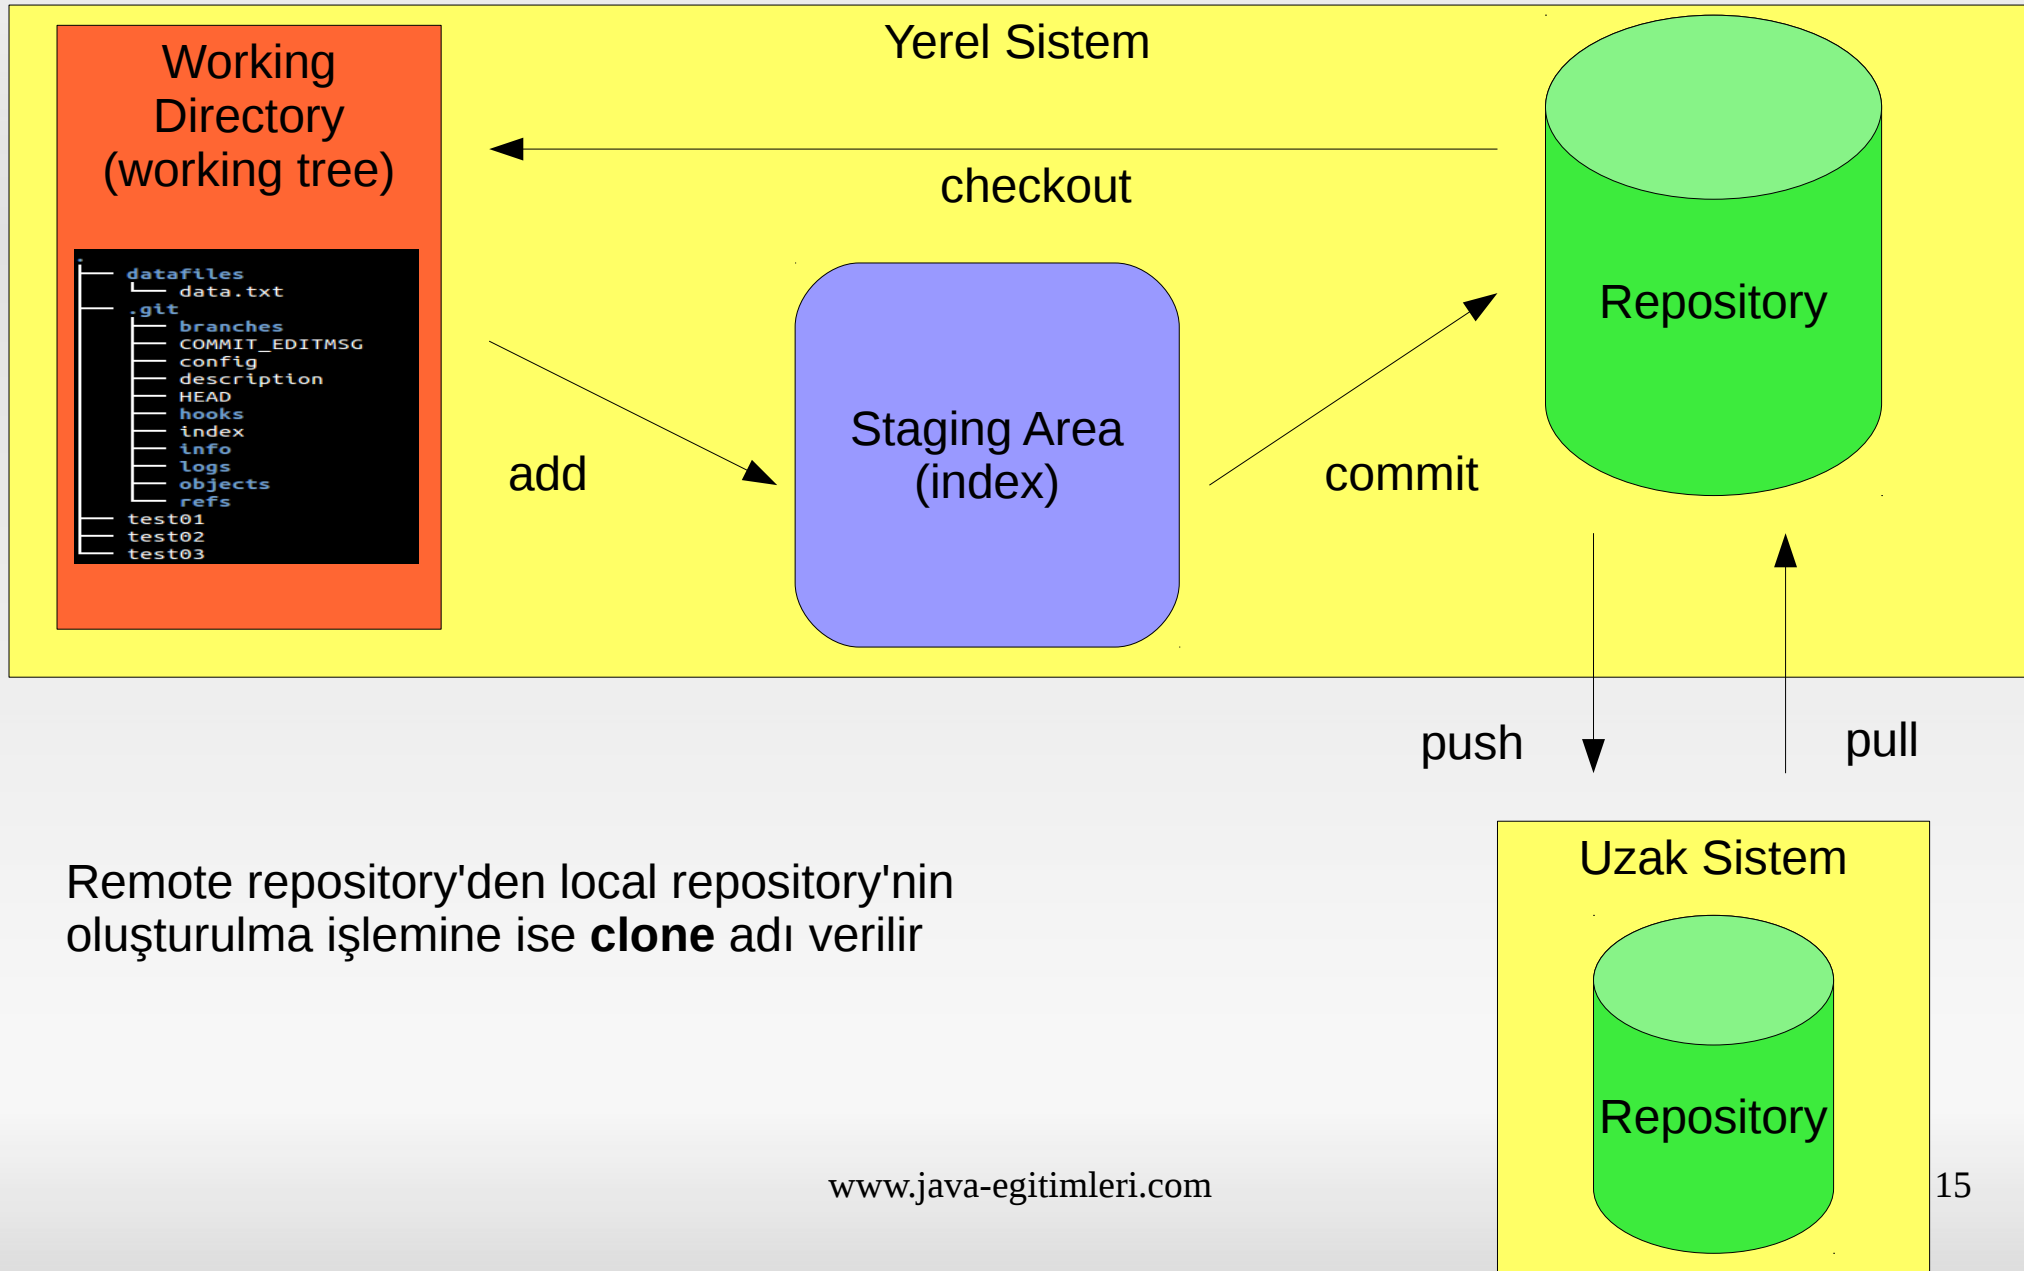 Yerel Sistem
Working
Directory
(working tree)
checkout
.
datafiles
data.txt
.git
branches
COMMIT_EDITMSG
config
description
HEAD
hooks
index
info
logs
objects
refs
test01
test02
test03
add
Staging Area
(index)
commit
Repository
push
pull
Remote repository'den local repository'nin
oluşturulma işlemine ise clone adı verilir
Uzak Sistem
Repository
www.java-egitimleri.com
15